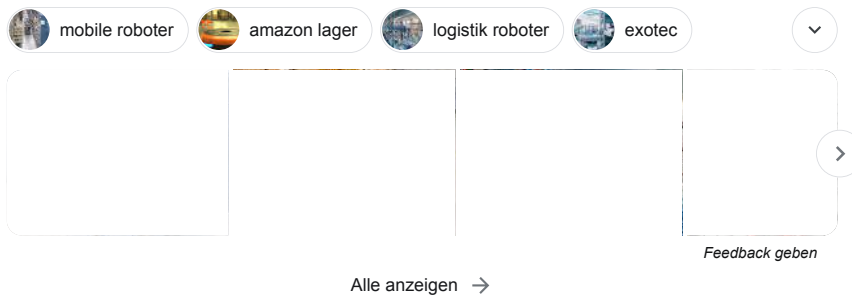 mobile roboter
amazon lager
logistik roboter
exotec
Feedback geben
Alle anzeigen